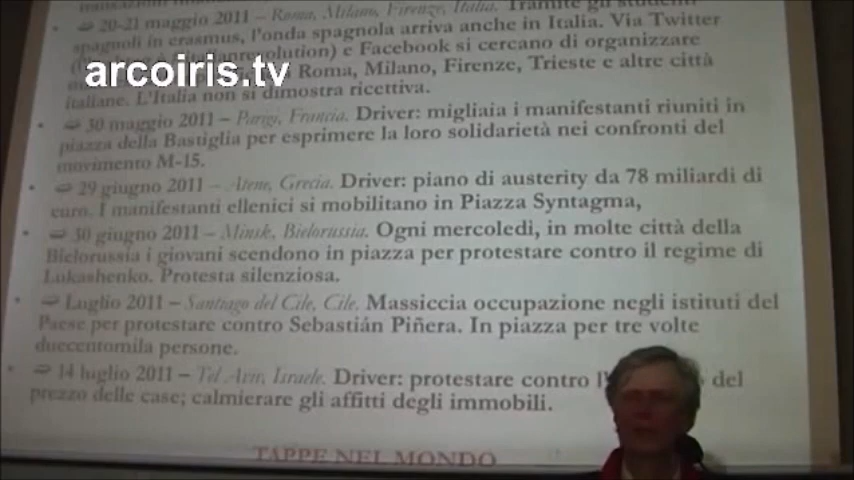 transazioni
20-21 maggio 2011 – Roma, Milano, Firenze, Italia. Tramite gli studenti
spagnoli in erasmus, l'onda spagnola arriva anche in Italia. Via Twitter
e Facebook si cercano di organizzare
arcoiris.tv
Roma, Milano, Firenze, Trieste e altre città
italiane. L'Italia non si dimostra ricettiva.
30 maggio 2011 – Parigi, Francia. Driver: migliaia i manifestanti riuniti in
piazza della Bastiglia per esprimere la loro solidarietà nei confronti del
movimento M-15.
29 giugno 2011 – Atene, Grecia. Driver: piano di austerity da 78 miliardi di
euro. I manifestanti ellenici si mobilitano in Piazza Syntagma,
30 giugno 2011 – Minsk, Bielorussia. Ogni mercoledì, in molte città della
Bielorussia i giovani scendono in piazza per protestare contro il regime di
Lukashenko. Protesta silenziosa.
Luglio 2011 – Santiago del Cile, Cile. Massiccia occupazione negli istituti del
Paese per protestare contro Sebastián Piñera. In piazza per tre volte
duecentomila persone.
14 luglio 2011 – Tel Aviv, Israele. Driver: protestare contro del
prezzo delle case; calmierare gli affitti degli immobili.
TAPPE NEL MONDO